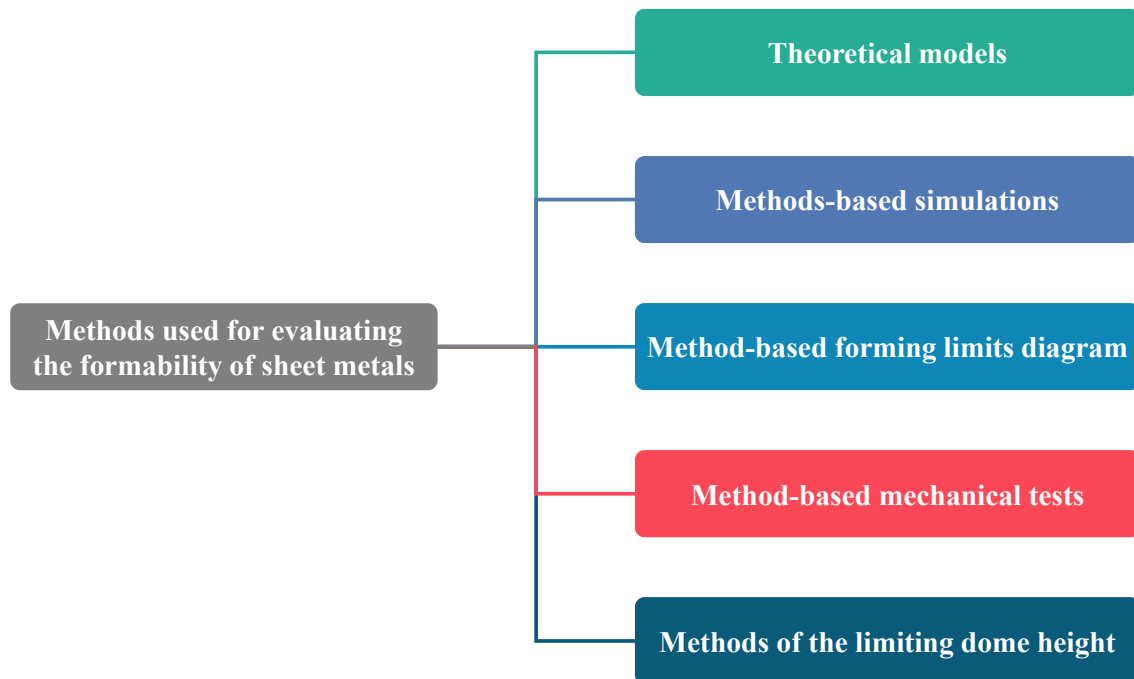 Theoretical models
Methods-based simulations
Methods used for evaluating
the formability of sheet metals
Method-based forming limits diagram
Method-based mechanical tests
Methods of the limiting dome height